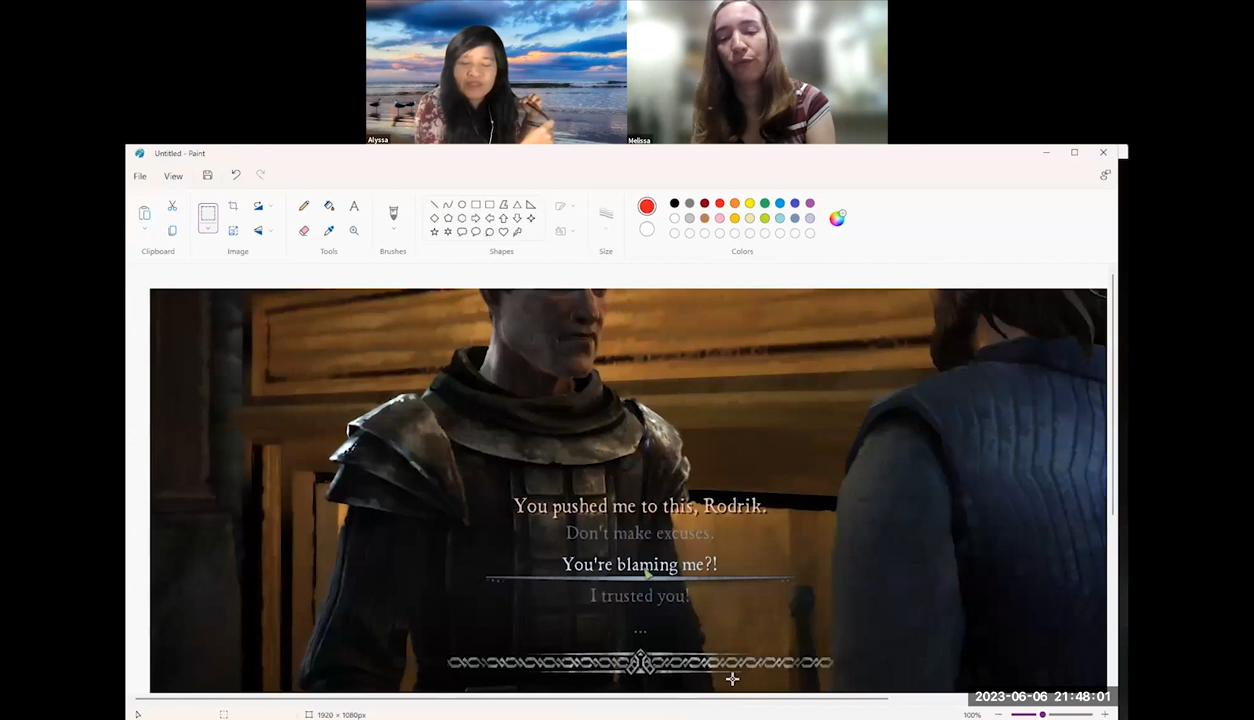 Alyssa
Melissa
Untitled - Paint
File
View
Clipboard
Image
Tools
Brushes
Shapes
Size
Colors
You pushed me to this, Rodrik.
Don't make excuses.
You're blaming me?!
I trusted you!
...
2023-06-06 21:48:01
1920 × 1080px
100%